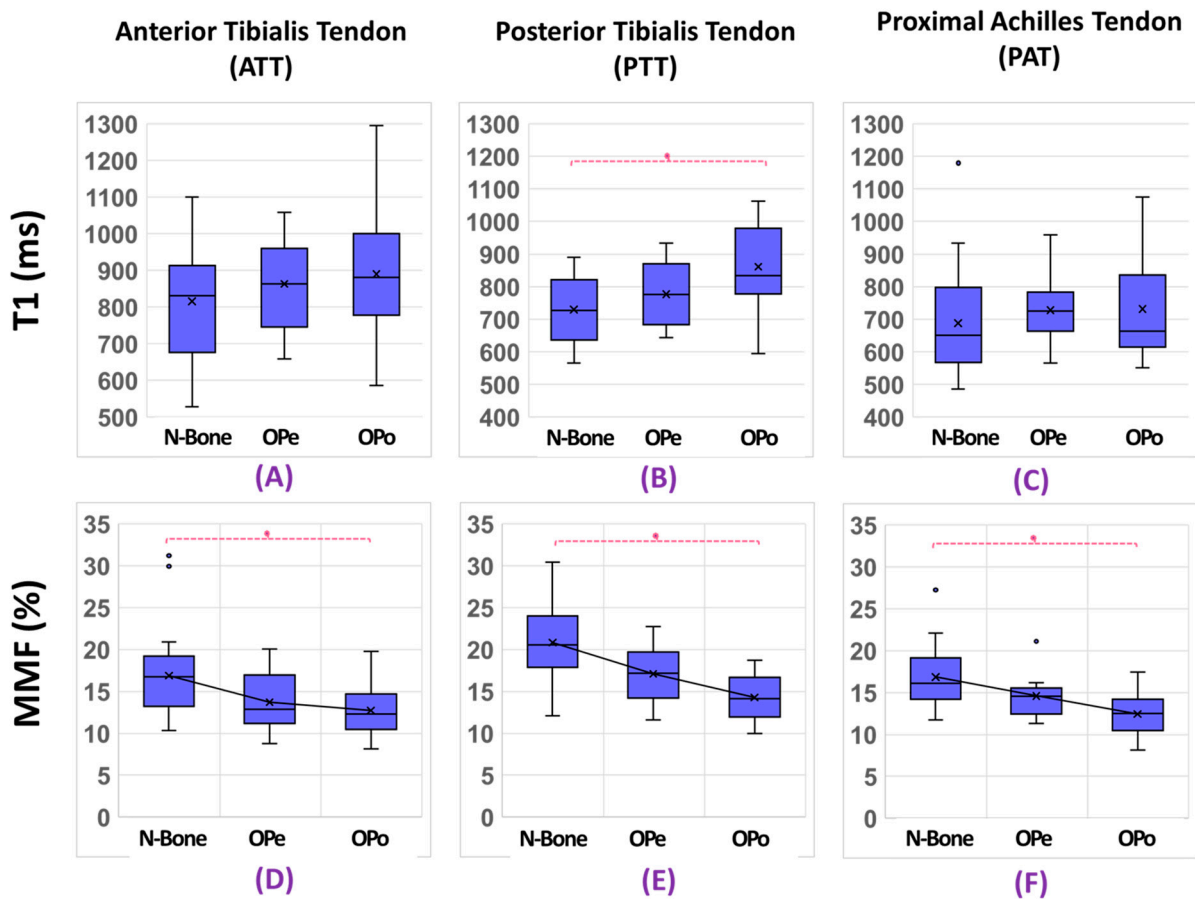 Anterior Tibialis Tendon
(ATT)
Posterior Tibialis Tendon
(PTT)
Proximal Achilles Tendon
(PAT)
T1 (ms)
1300
1200
1100
1000
900
800
700
600
500
N-Bone OPe OPo
(A)
1300
1200
1100
1000
900
800
700
600
500
400
N-Bone OPe OPo
(B)
1300
1200
1100
1000
900
800
700
600
500
400
N-Bone OPe OPo
(C)
MMF (%)
35
30
25
20
15
10
5
0
N-Bone OPe OPo
(D)
35
30
25
20
15
10
5
0
N-Bone OPe OPo
(E)
35
30
25
20
15
10
5
0
N-Bone OPe OPo
(F)